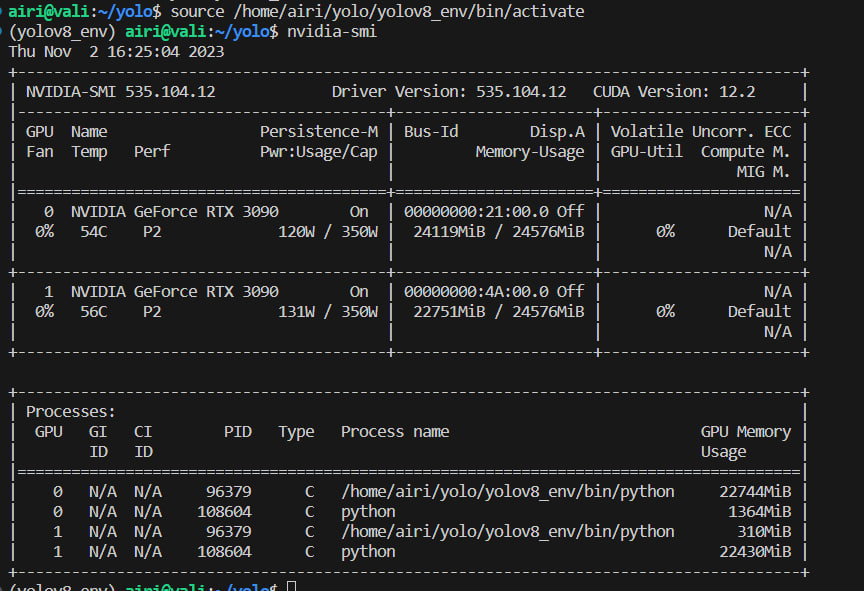 airi@vali:~/yolo$ source /home/airi/yolo/yolov8_env/bin/activate
(yolov8_env) airi@vali:~/yolo$ nvidia-smi
Thu Nov  2 16:25:04 2023
+---------------------------------------------------------------------------------------+
| NVIDIA-SMI 535.104.12             Driver Version: 535.104.12   CUDA Version: 12.2     |
|-----------------------------------------+----------------------+----------------------+
| GPU  Name                 Persistence-M | Bus-Id        Disp.A | Volatile Uncorr. ECC |
| Fan  Temp   Perf          Pwr:Usage/Cap |         Memory-Usage | GPU-Util  Compute M. |
|                                         |                      |               MIG M. |
|=========================================+======================+======================|
|   0  NVIDIA GeForce RTX 3090        On  | 00000000:21:00.0 Off |                  N/A |
|  0%   54C    P2             120W / 350W |  24119MiB / 24576MiB |      0%      Default |
|                                         |                      |                  N/A |
+-----------------------------------------+----------------------+----------------------+
|   1  NVIDIA GeForce RTX 3090        On  | 00000000:4A:00.0 Off |                  N/A |
|  0%   56C    P2             131W / 350W |  22751MiB / 24576MiB |      0%      Default |
|                                         |                      |                  N/A |
+-----------------------------------------+----------------------+----------------------+
+---------------------------------------------------------------------------------------+
| Processes:                                                                            |
|  GPU   GI   CI        PID   Type   Process name                            GPU Memory |
|        ID   ID                                                             Usage      |
|=======================================================================================|
|    0   N/A  N/A     96379      C   /home/airi/yolo/yolov8_env/bin/python     22744MiB |
|    0   N/A  N/A    108604      C   python                                     1364MiB |
|    1   N/A  N/A     96379      C   /home/airi/yolo/yolov8_env/bin/python       310MiB |
|    1   N/A  N/A    108604      C   python                                    22430MiB |
+---------------------------------------------------------------------------------------+
(yolov8_env) airi@vali:~/yolo$